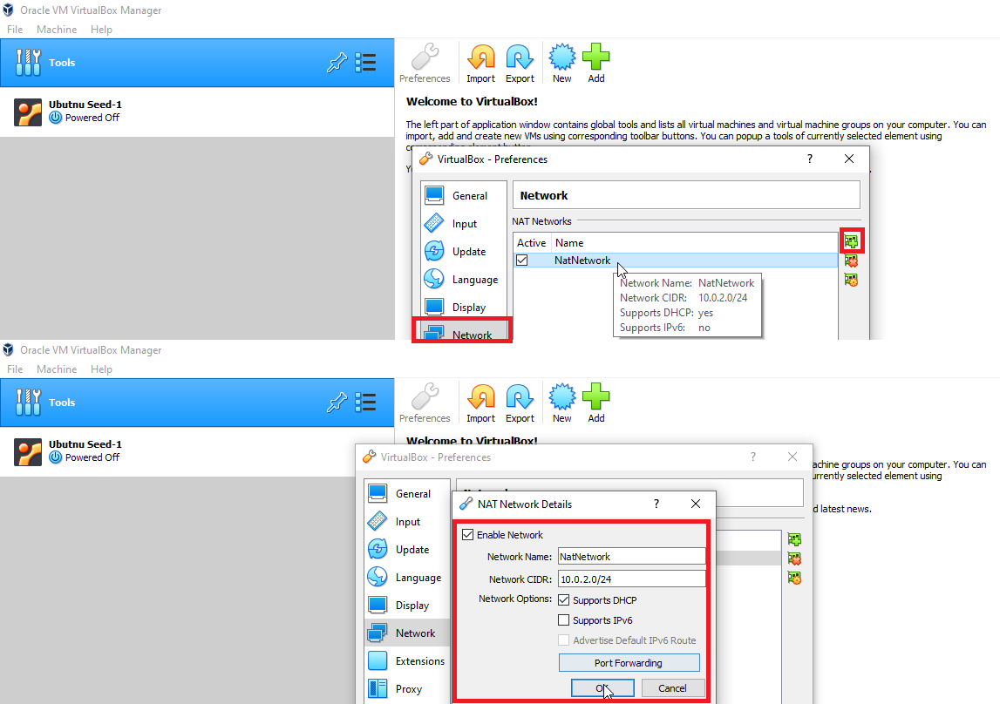 Oracle VM VirtualBox Manager
File Machine Help
Tools
Preferences Import Export New Add
Ubutnu Seed-1
Powered Off
Welcome to VirtualBox!
The left part of application window contains global tools and lists all virtual machines and virtual machine groups on your computer. You can
import, add and create new VMs using corresponding toolbar buttons. You can popup a tools of currently selected element using
VirtualBox - Preferences ?
General
Input
Update
Language
Display
Network
Network
NAT Networks
Active Name
NatNetwork
Network Name: NatNetwork
Network CIDR: 10.0.2.0/24
Supports DHCP: yes
Supports IPv6: no
Oracle VM VirtualBox Manager
File Machine Help
Tools
Preferences Import Export New Add
Ubutnu Seed-1
Powered Off
Welcome to VirtualBox!
achine groups on your computer. You can
urrently selected element using
d latest news.
VirtualBox - Preferences ?
General
Input
Update
Language
Display
Network
Extensions
Proxy
NAT Network Details ?
Enable Network
Network Name: NatNetwork
Network CIDR: 10.0.2.0/24
Network Options: Supports DHCP
Supports IPv6
Advertise Default IPv6 Route
Port Forwarding
OK Cancel